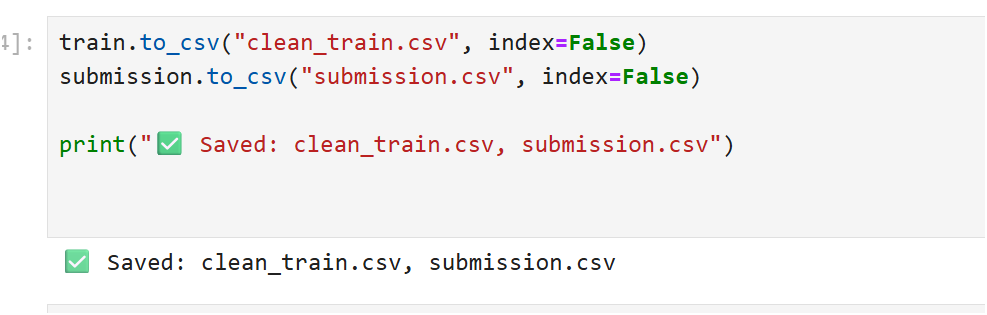 4]:
train.to_csv("clean_train.csv", index=False)
submission.to_csv("submission.csv", index=False)
print("✅ Saved: clean_train.csv, submission.csv")
✅ Saved: clean_train.csv, submission.csv